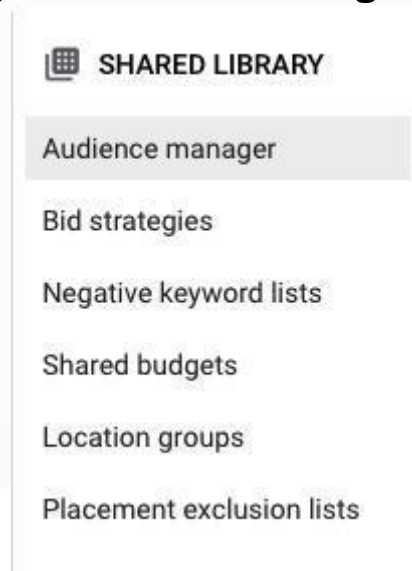 SHARED LIBRARY
Audience manager
Bid strategies
Negative keyword lists
Shared budgets
Location groups
Placement exclusion lists